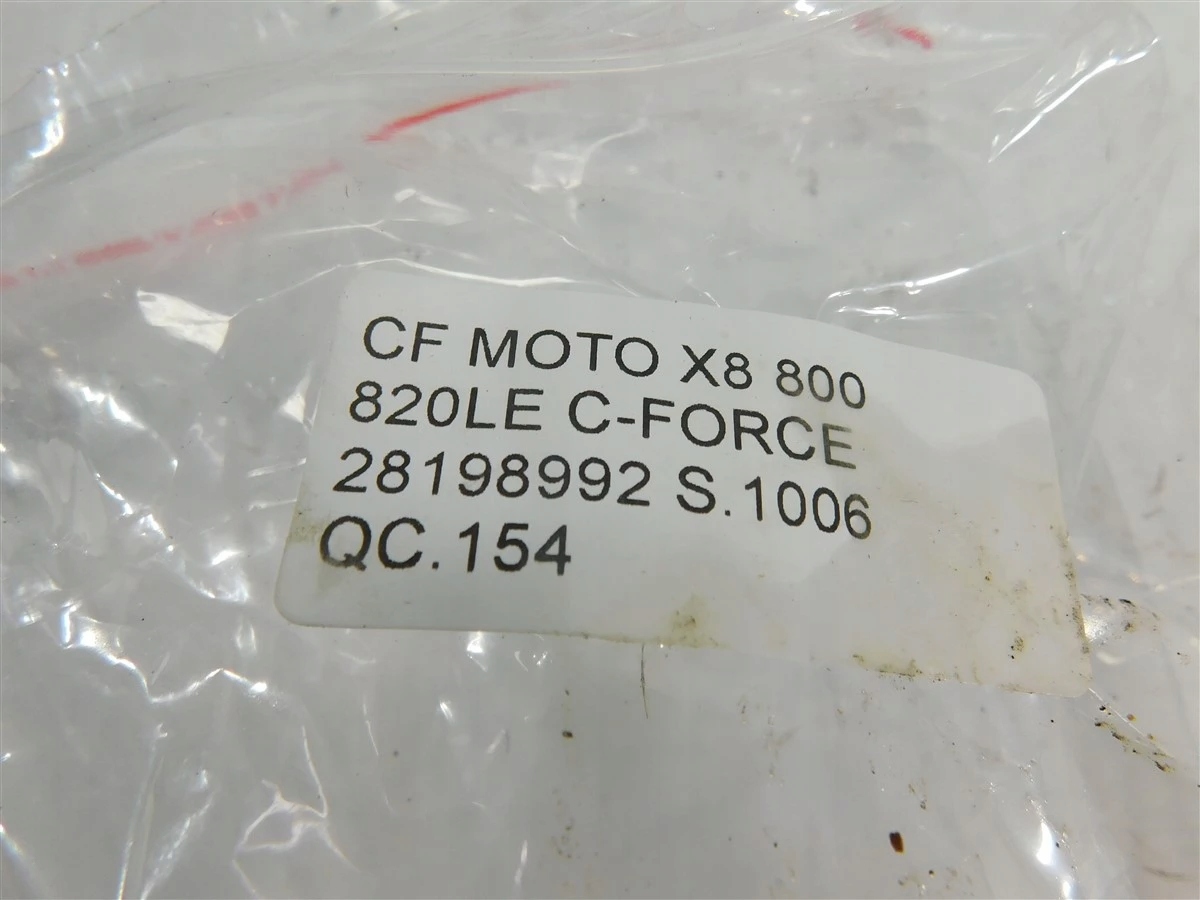 CF MOTO X8 800
820LE C-FORCE
28198992 S.1006
QC.154